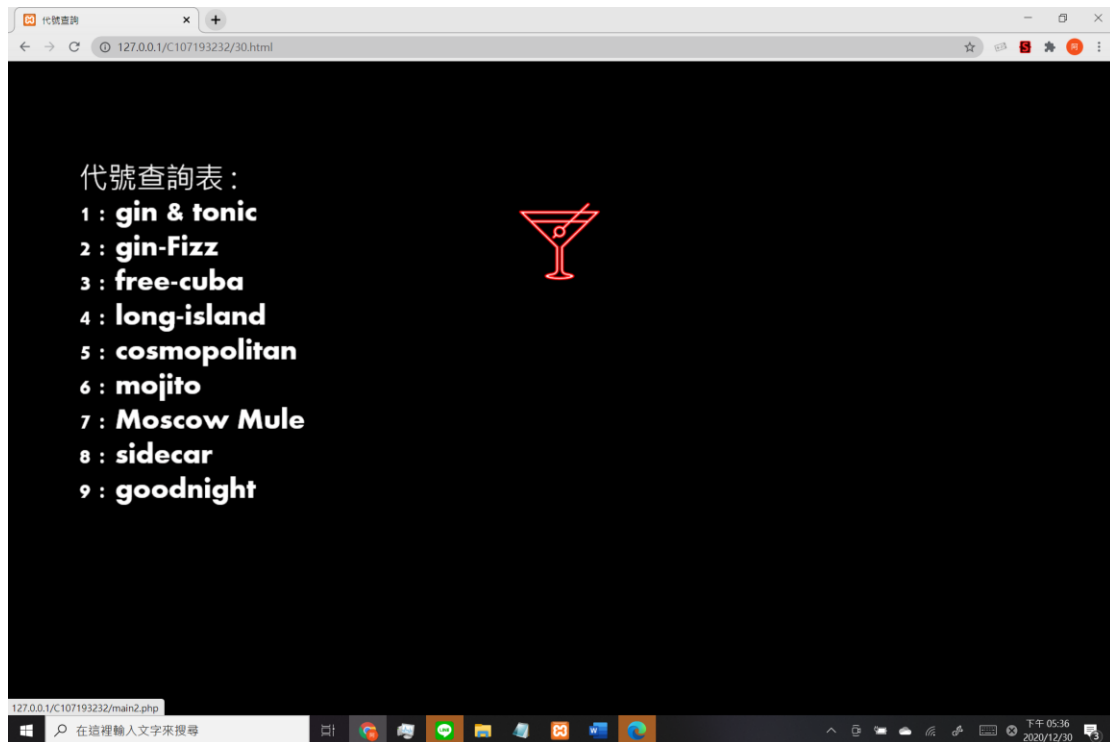 代號查詢
127.0.0.1/C107193232/30.html
代號查詢表 :
1 : gin & tonic
2 : gin-Fizz
3 : free-cuba
4 : long-island
5 : cosmopolitan
6 : mojito
7 : Moscow Mule
8 : sidecar
9 : goodnight
127.0.0.1/C107193232/main2.php
在這裡輸入文字來搜尋
下午 05:36
2020/12/30
3